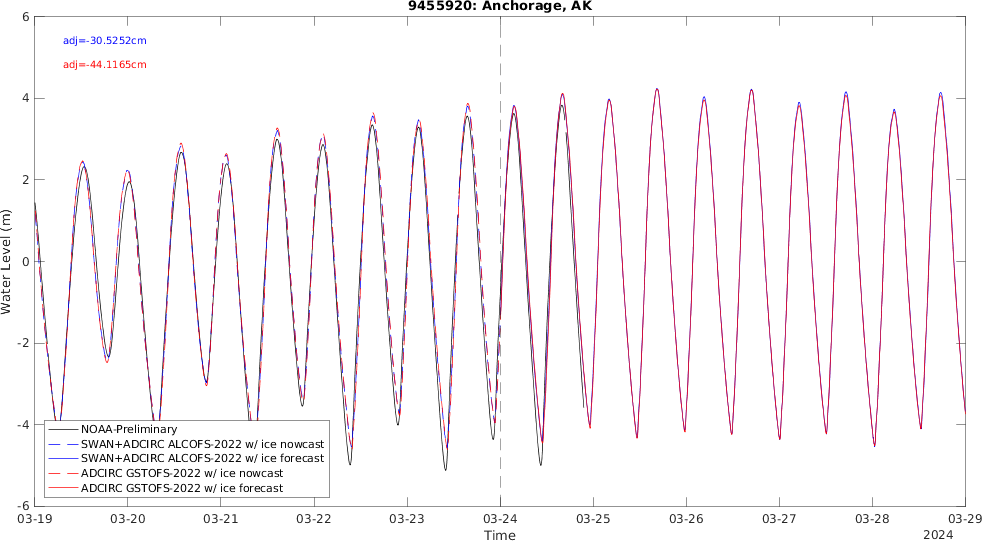 9455920: Anchorage, AK
adj=-30.5252cm
adj=-44.1165cm
Water Level (m)
6
4
2
0
-2
-4
-6
NOAA-Preliminary
SWAN+ADCIRC ALCOFS-2022 w/ ice nowcast
SWAN+ADCIRC ALCOFS-2022 w/ ice forecast
ADCIRC GSTOFS-2022 w/ ice nowcast
ADCIRC GSTOFS-2022 w/ ice forecast
03-19 03-20 03-21 03-22 03-23 03-24 03-25 03-26 03-27 03-28 03-29
Time
2024